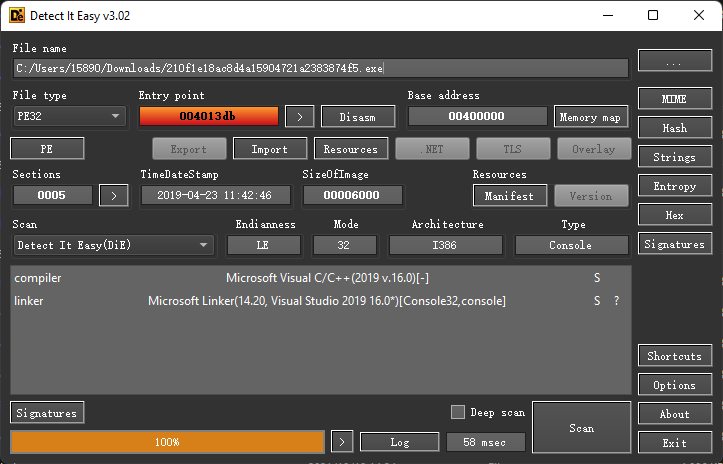 Detect It Easy v3.02
File name
C:/Users/15890/Downloads/210f1e18ac8d4a15904721a2383874f5.exe
...
File type Entry point Base address
PE32 004013db > Disasm 00400000 Memory map MIME
PE Export Import Resources .NET TLS Overlay Hash
Sections TimeDateStamp SizeOfImage Resources Strings
0005 > 2019-04-23 11:42:46 00006000 Manifest Version Entropy
Scan Endianness Mode Architecture Type Hex
Detect It Easy(DiE) LE 32 I386 Console Signatures
compiler Microsoft Visual C/C++(2019 v.16.0)[-] S
linker Microsoft Linker(14.20, Visual Studio 2019 16.0*)[Console32,console] S ?
Shortcuts
Options
Signatures Deep scan Scan About
100% > Log 58 msec Exit